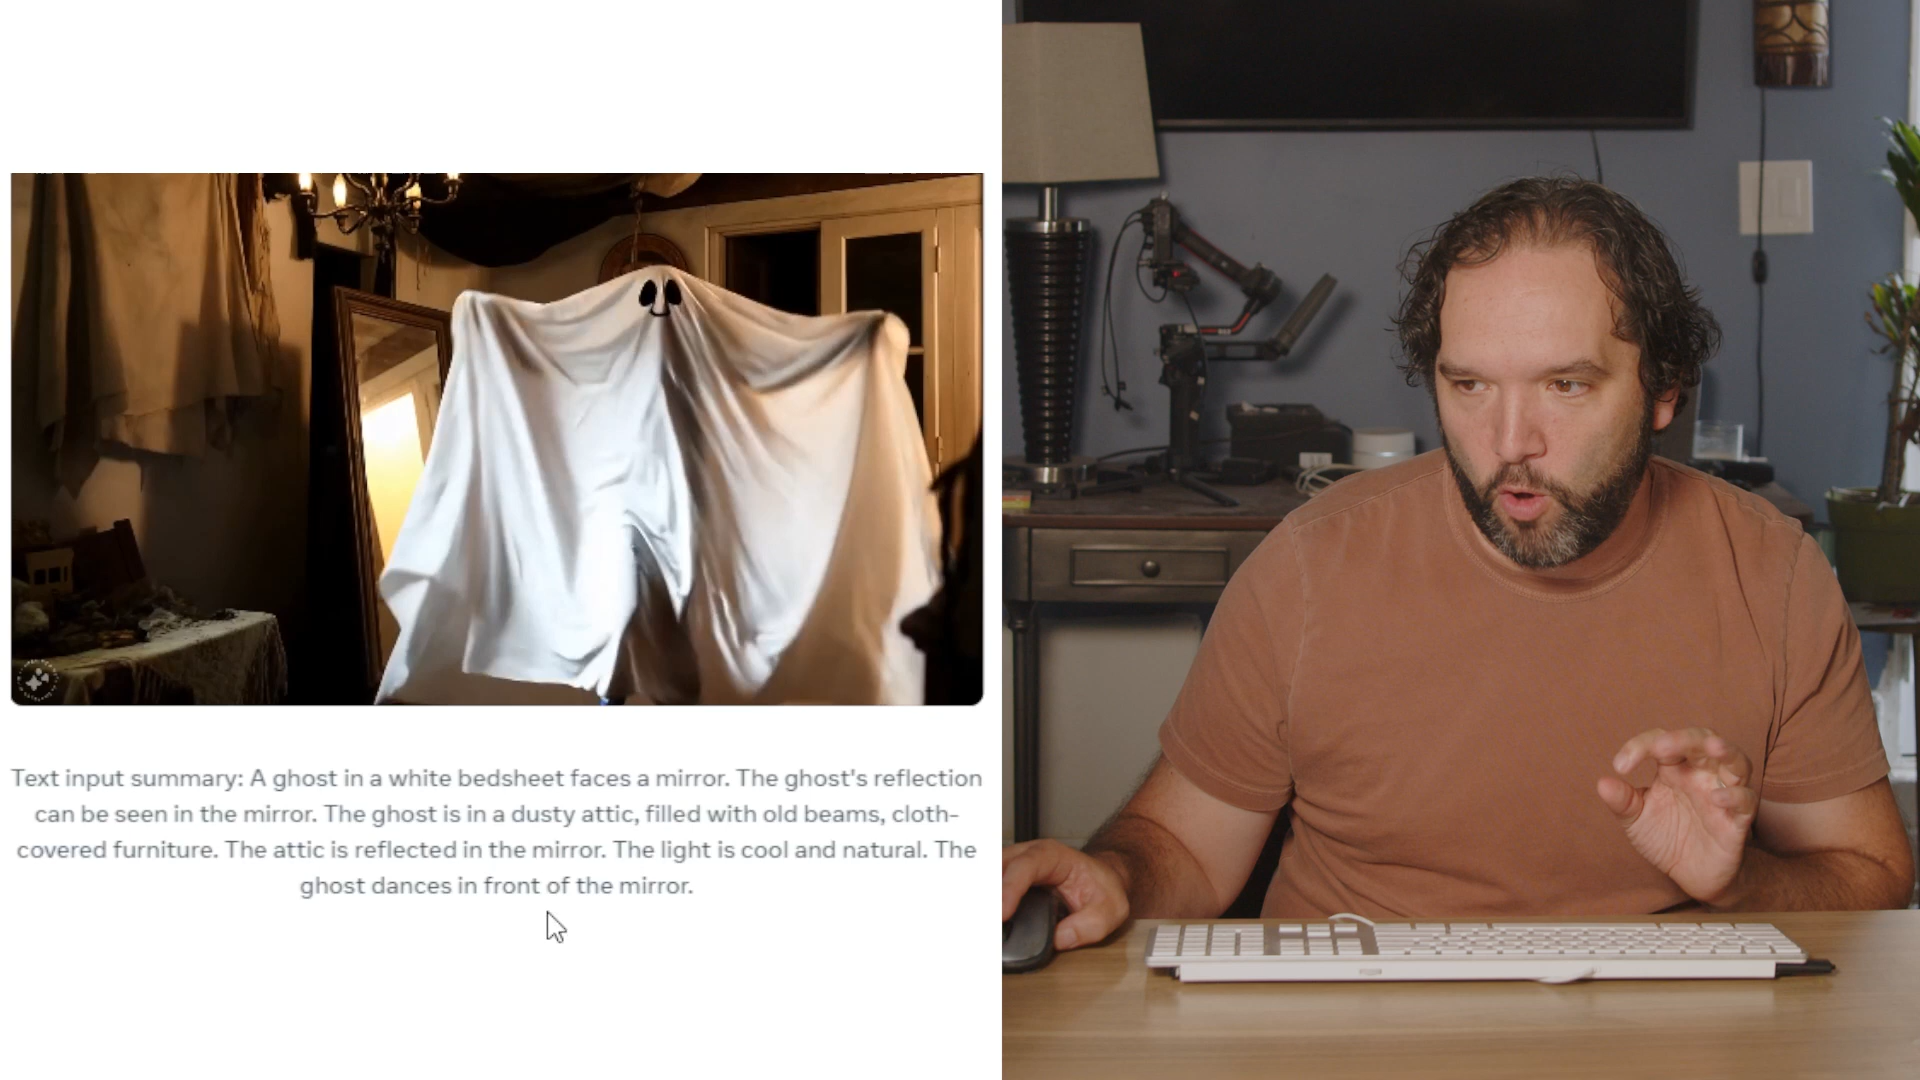 Text input summary: A ghost in a white bedsheet faces a mirror. The ghost's reflection
can be seen in the mirror. The ghost is in a dusty attic, filled with old beams, cloth-
covered furniture. The attic is reflected in the mirror. The light is cool and natural. The
ghost dances in front of the mirror.